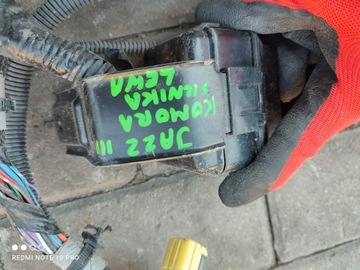 JAZZ III
KOMORA
SILNIKA
LEWA
REDMI NOTE 10 PRO